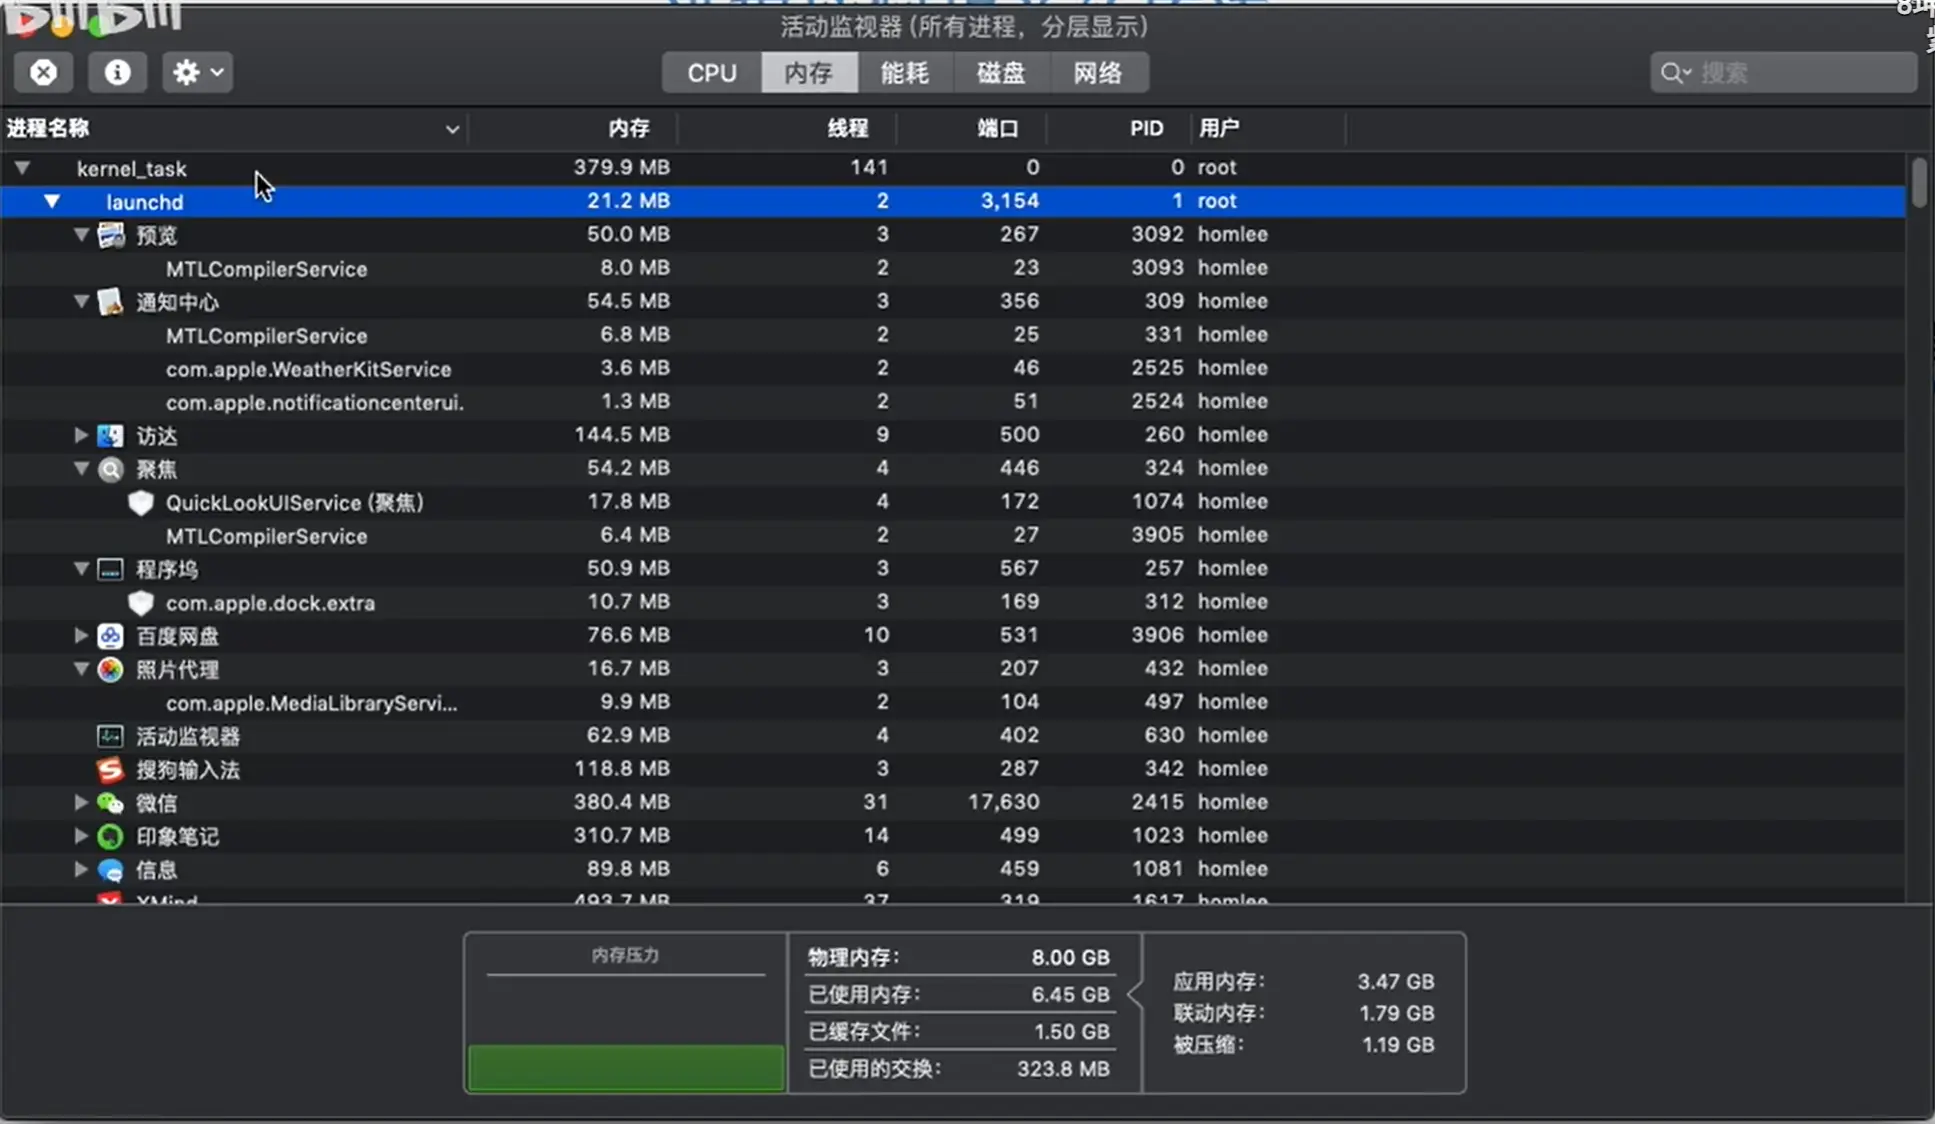 bilibili
活动监视器 (所有进程，分层显示)
CPU 内存 能耗 磁盘 网络 搜索
进程名称 内存 线程 端口 PID 用户
kernel_task 379.9 MB 141 0 0 root
launchd 21.2 MB 2 3,154 1 root
预览 50.0 MB 3 267 3092 homlee
MTLCompilerService 8.0 MB 2 23 3093 homlee
通知中心 54.5 MB 3 356 309 homlee
MTLCompilerService 6.8 MB 2 25 331 homlee
com.apple.WeatherKitService 3.6 MB 2 46 2525 homlee
com.apple.notificationcenterui. 1.3 MB 2 51 2524 homlee
访达 144.5 MB 9 500 260 homlee
聚焦 54.2 MB 4 446 324 homlee
QuickLookUIService (聚焦) 17.8 MB 4 172 1074 homlee
MTLCompilerService 6.4 MB 2 27 3905 homlee
程序坞 50.9 MB 3 567 257 homlee
com.apple.dock.extra 10.7 MB 3 169 312 homlee
百度网盘 76.6 MB 10 531 3906 homlee
照片代理 16.7 MB 3 207 432 homlee
com.apple.MediaLibraryServi... 9.9 MB 2 104 497 homlee
活动监视器 62.9 MB 4 402 630 homlee
搜狗输入法 118.8 MB 3 287 342 homlee
微信 380.4 MB 31 17,630 2415 homlee
印象笔记 310.7 MB 14 499 1023 homlee
信息 89.8 MB 6 459 1081 homlee
XMind 493.7 MB 37 319 1617 homlee
内存压力
物理内存： 8.00 GB
已使用内存： 6.45 GB
已缓存文件： 1.50 GB
已使用的交换： 323.8 MB
应用内存： 3.47 GB
联动内存： 1.79 GB
被压缩： 1.19 GB